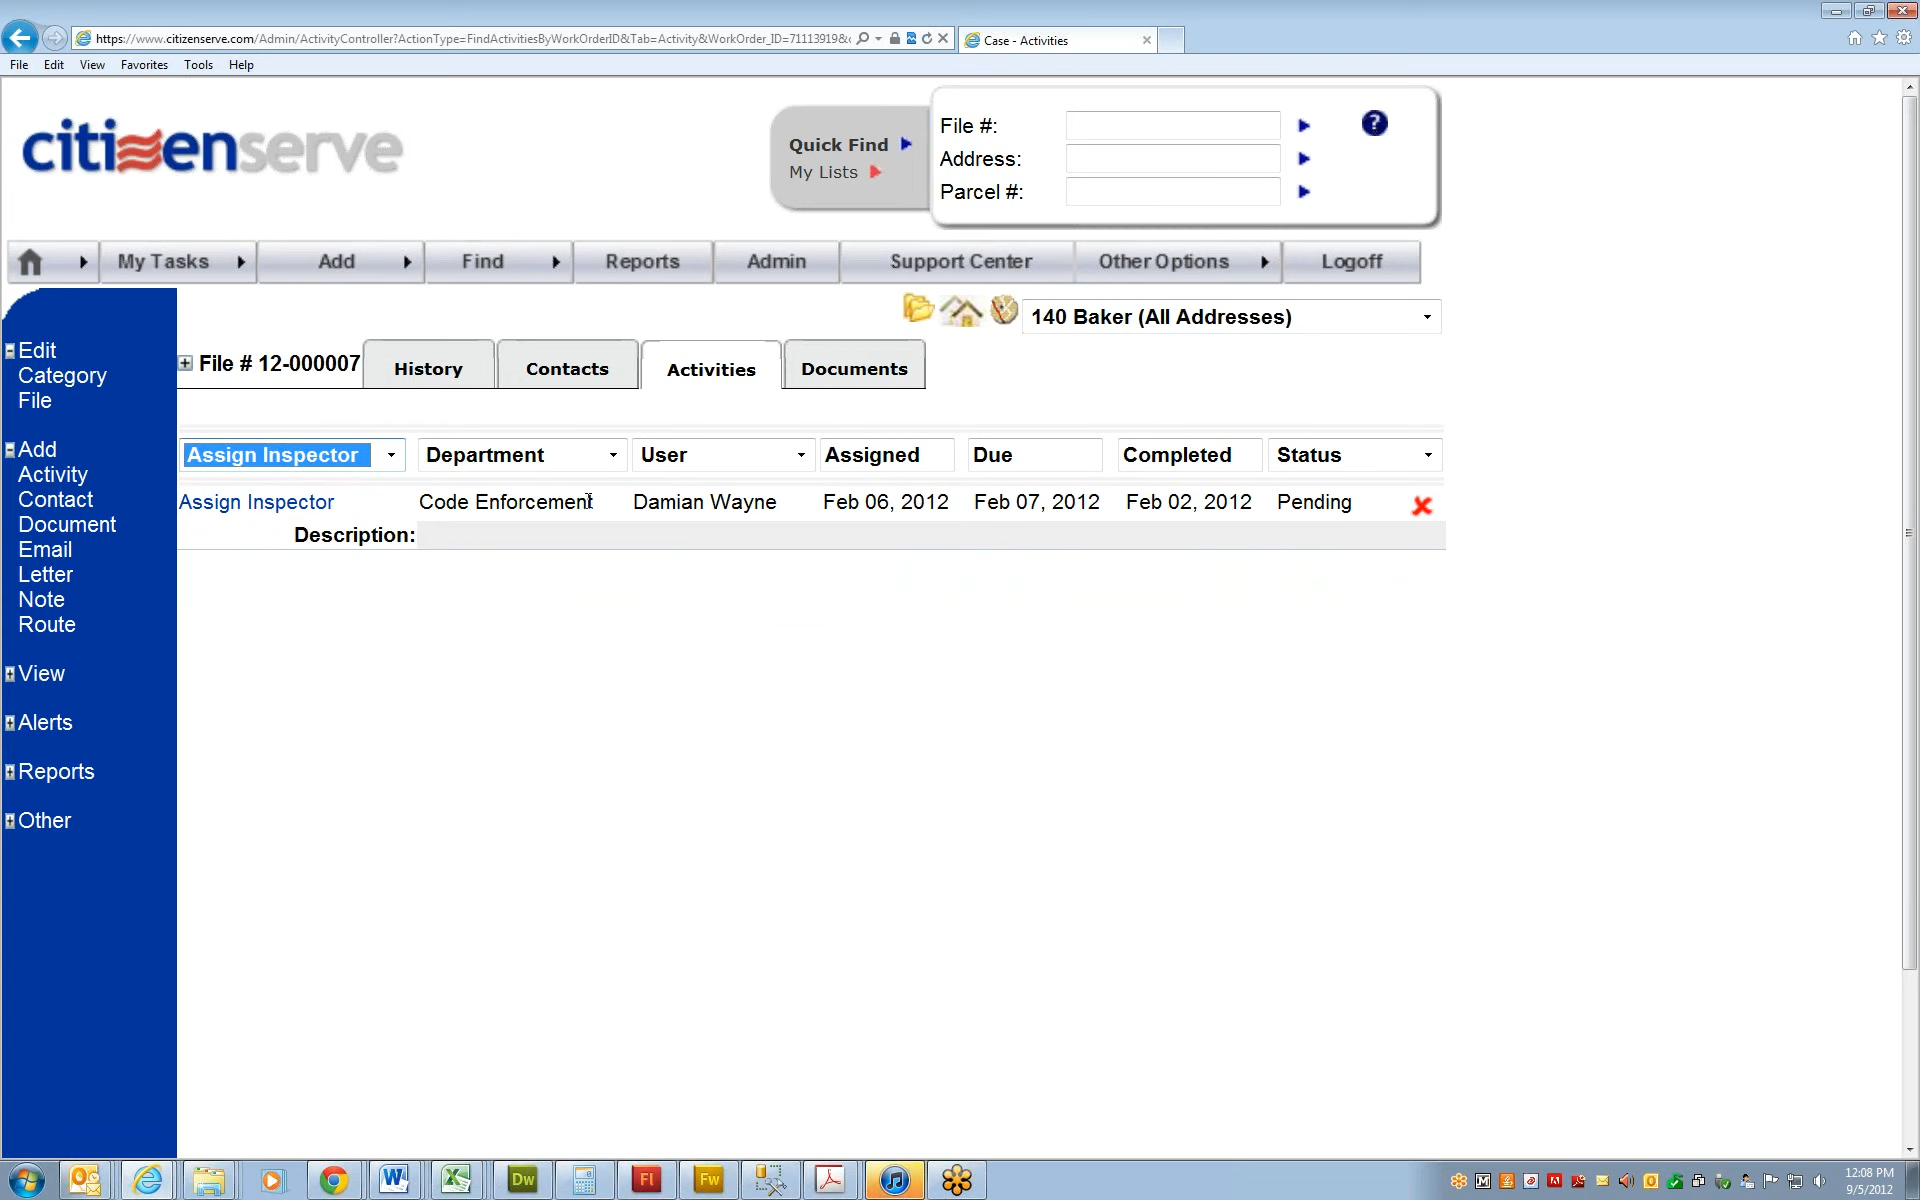 https://www.citizenserve.com/Admin/ActivityController?ActionType=FindActivitiesByWorkOrderID&Tab=Activity&WorkOrder_ID=71113919&
Case - Activities
File Edit View Favorites Tools Help
citizenserve
Quick Find
My Lists
File #:
Address:
Parcel #:
?
My Tasks Add Find Reports Admin Support Center Other Options Logoff
140 Baker (All Addresses)
File # 12-000007 History Contacts Activities Documents
Edit
Category
File
Add
Activity
Contact
Document
Email
Letter
Note
Route
View
Alerts
Reports
Other
Assign Inspector Department User Assigned Due Completed Status
Assign Inspector Code Enforcement Damian Wayne Feb 06, 2012 Feb 07, 2012 Feb 02, 2012 Pending
Description:
Dw Fl Fw
12:08 PM
9/5/2012